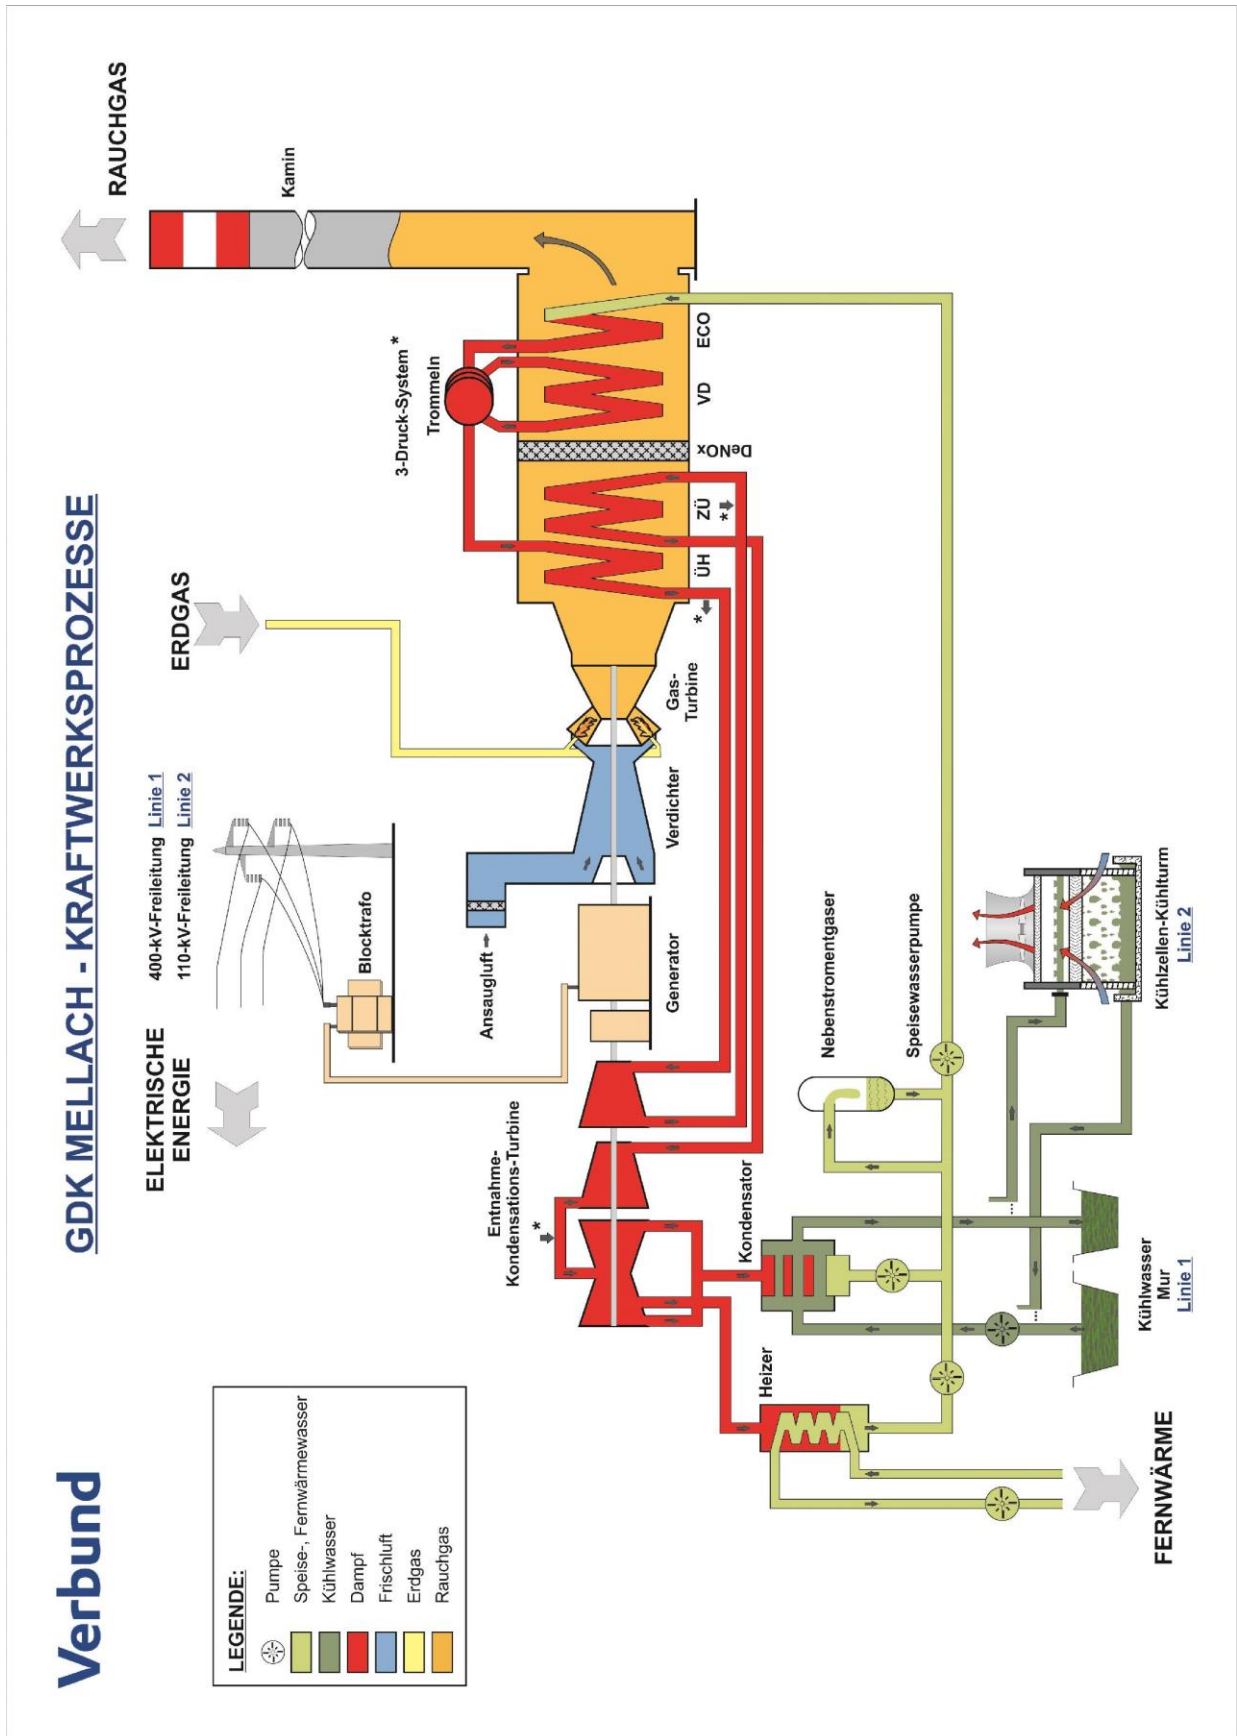 Verbund
GDK MELLACH - KRAFTWERKSPROZESSE
LEGENDE:
Pumpe
Speise-, Fernwärmewasser
Kühlwasser
Dampf
Frischluft
Erdgas
Rauchgas
ELEKTRISCHE
ENERGIE
400-kV-Freileitung Linie 1
110-kV-Freileitung Linie 2
Blocktrafo
ERDGAS
RAUCHGAS
Kamin
3-Druck-System *
Trommeln
Ansaugluft
Entnahme-
Kondensations-Turbine
*
Generator
Verdichter
Gas-
Turbine
*
ÜH
ZÜ
*
DeNOx
VD
ECO
Heizer
Kondensator
Nebenstromentgaser
Speisewasserpumpe
FERNWÄRME
Kühlwasser
Mur
Linie 1
Kühlzellen-Kühlturm
Linie 2